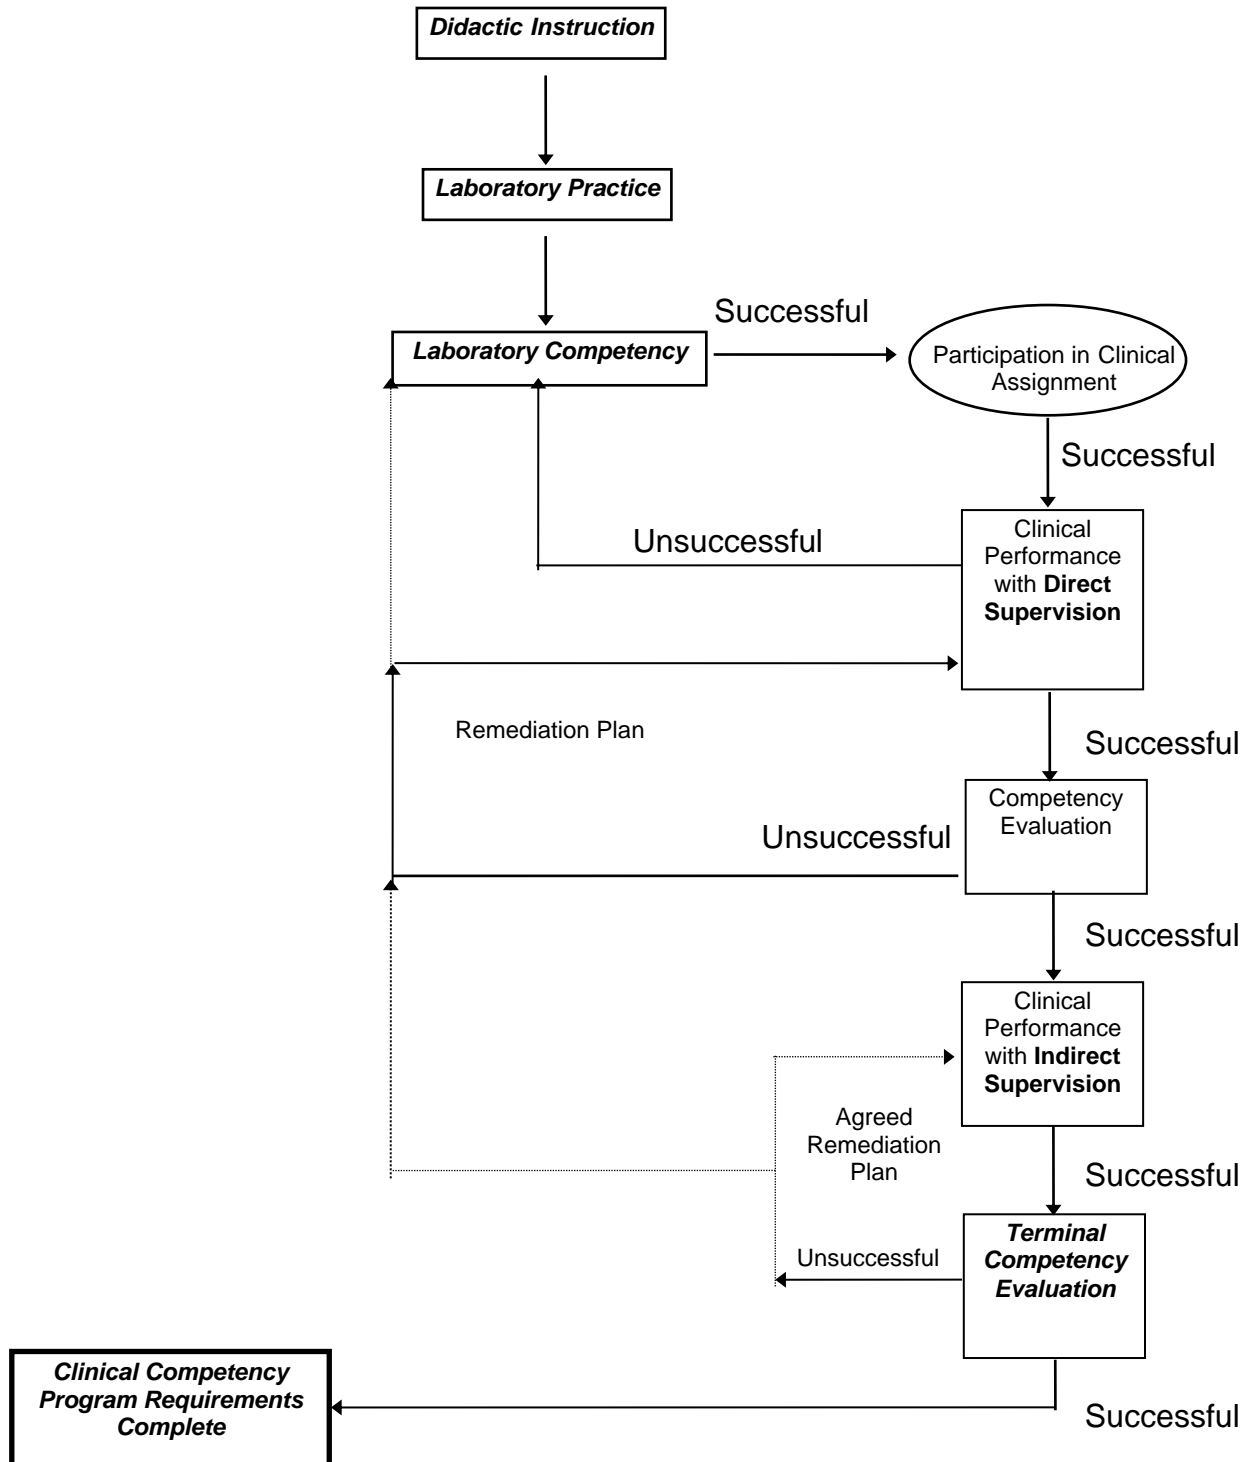 Didactic Instruction
Laboratory Practice
Successful
Laboratory Competency
Participation in Clinical
Assignment
Successful
Clinical
Performance
with Direct
Supervision
Unsuccessful
Remediation Plan
Successful
Competency
Evaluation
Unsuccessful
Successful
Clinical
Performance
with Indirect
Supervision
Agreed
Remediation
Plan
Successful
Terminal
Competency
Evaluation
Unsuccessful
Clinical Competency
Program Requirements
Complete
Successful